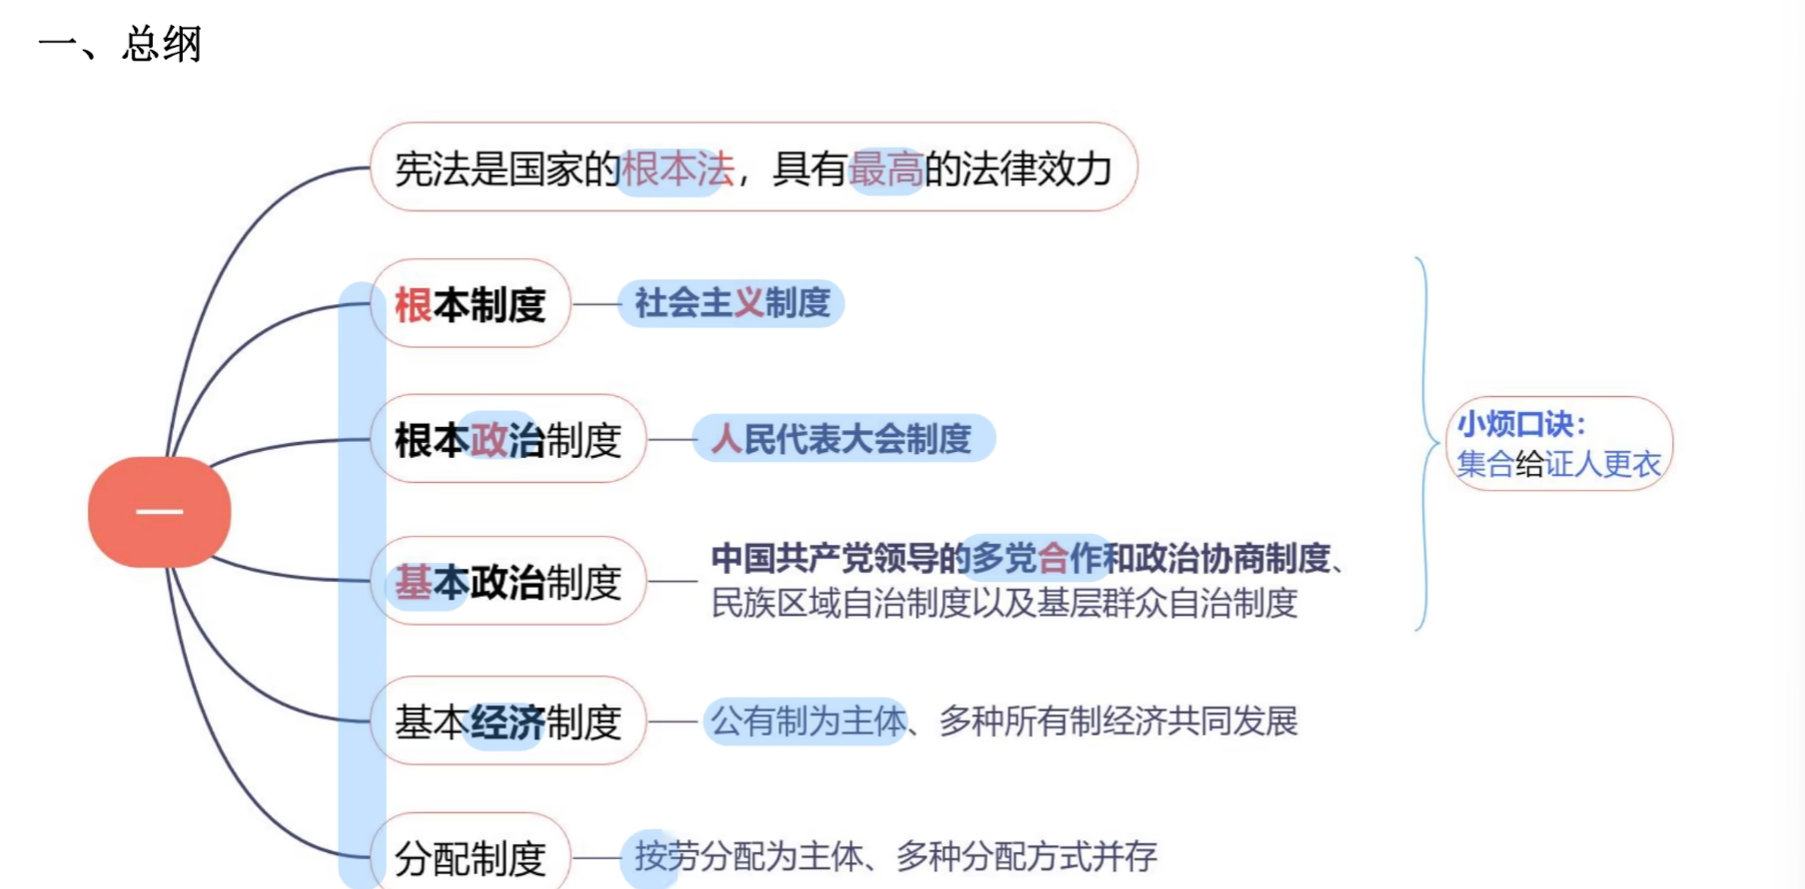 一、总纲
宪法是国家的根本法，具有最高的法律效力
根本制度
社会主义制度
根本政治制度
人民代表大会制度
基本政治制度
中国共产党领导的多党合作和政治协商制度、
民族区域自治制度以及基层群众自治制度
基本经济制度
公有制为主体、多种所有制经济共同发展
分配制度
按劳分配为主体、多种分配方式并存
一
小烦口诀：
集合给证人更衣